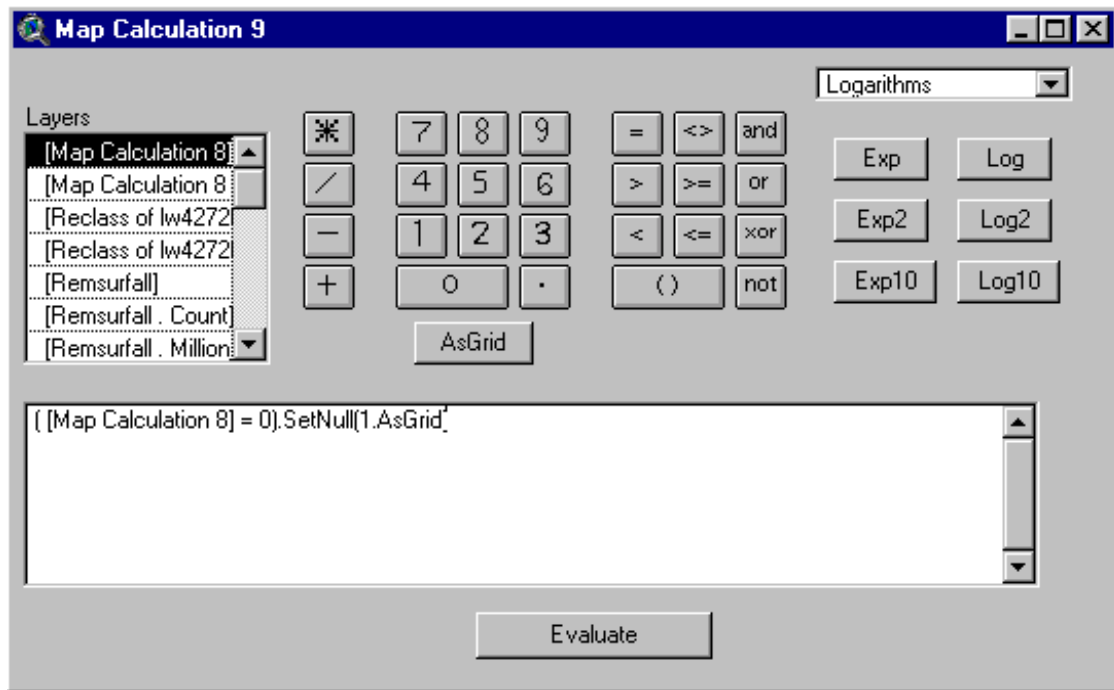 Map Calculation 9
Logarithms
Layers
[Map Calculation 8]
[Map Calculation 8
[Reclass of lw4272
[Reclass of lw4272
[Remsurfall]
[Remsurfall . Count]
[Remsurfall . Million
* 7 8 9 = <> and
/ 4 5 6 > >= or
- 1 2 3 < <= xor
+ 0 . ( ) not
AsGrid
Exp Log
Exp2 Log2
Exp10 Log10
( [Map Calculation 8] = 0).SetNull(1.AsGrid
Evaluate